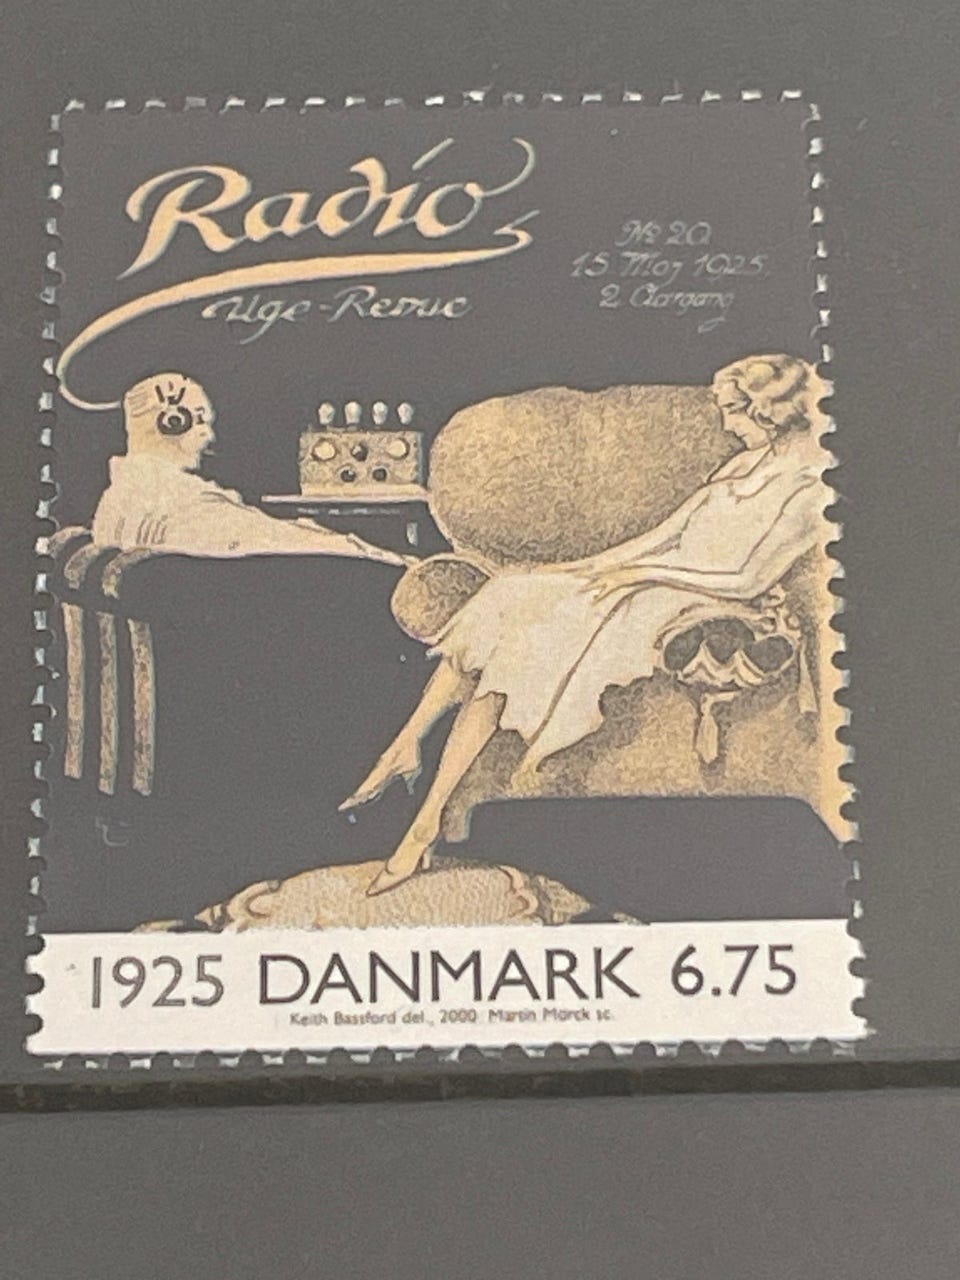 Radio
Uge-Revue
№ 20
15 Maj 1925.
2 Aargang
1925 DANMARK 6.75
Keith Bassford del., 2000 Martin Mörck sc.